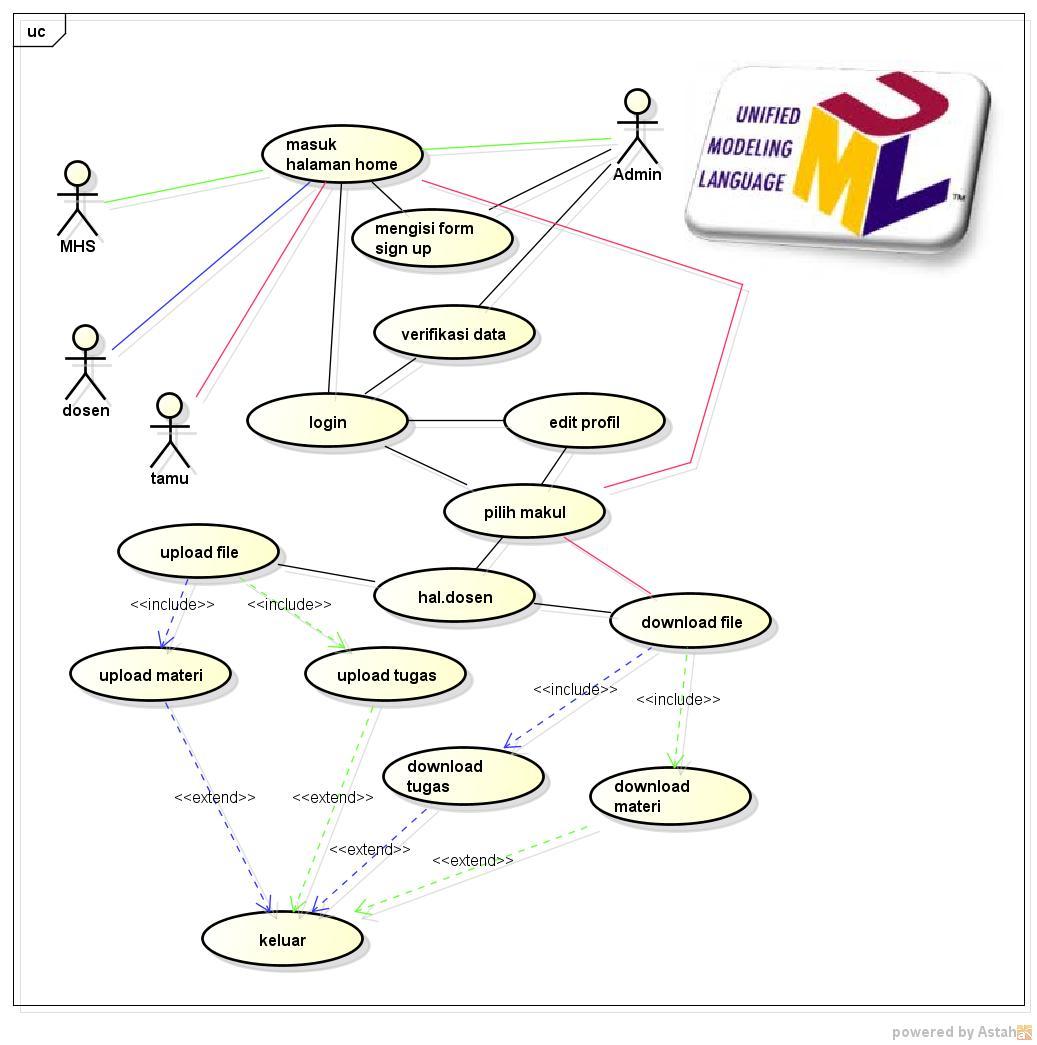 uc
UNIFIED
MODELING
LANGUAGE
UML
TM
masuk
halaman home
Admin
MHS
mengisi form
sign up
verifikasi data
dosen
login
edit profil
tamu
pilih makul
upload file
hal.dosen
download file
<<include>>
<<include>>
upload materi
upload tugas
<<include>>
<<include>>
download
tugas
download
materi
<<extend>>
<<extend>>
<<extend>>
<<extend>>
keluar
powered by Astah